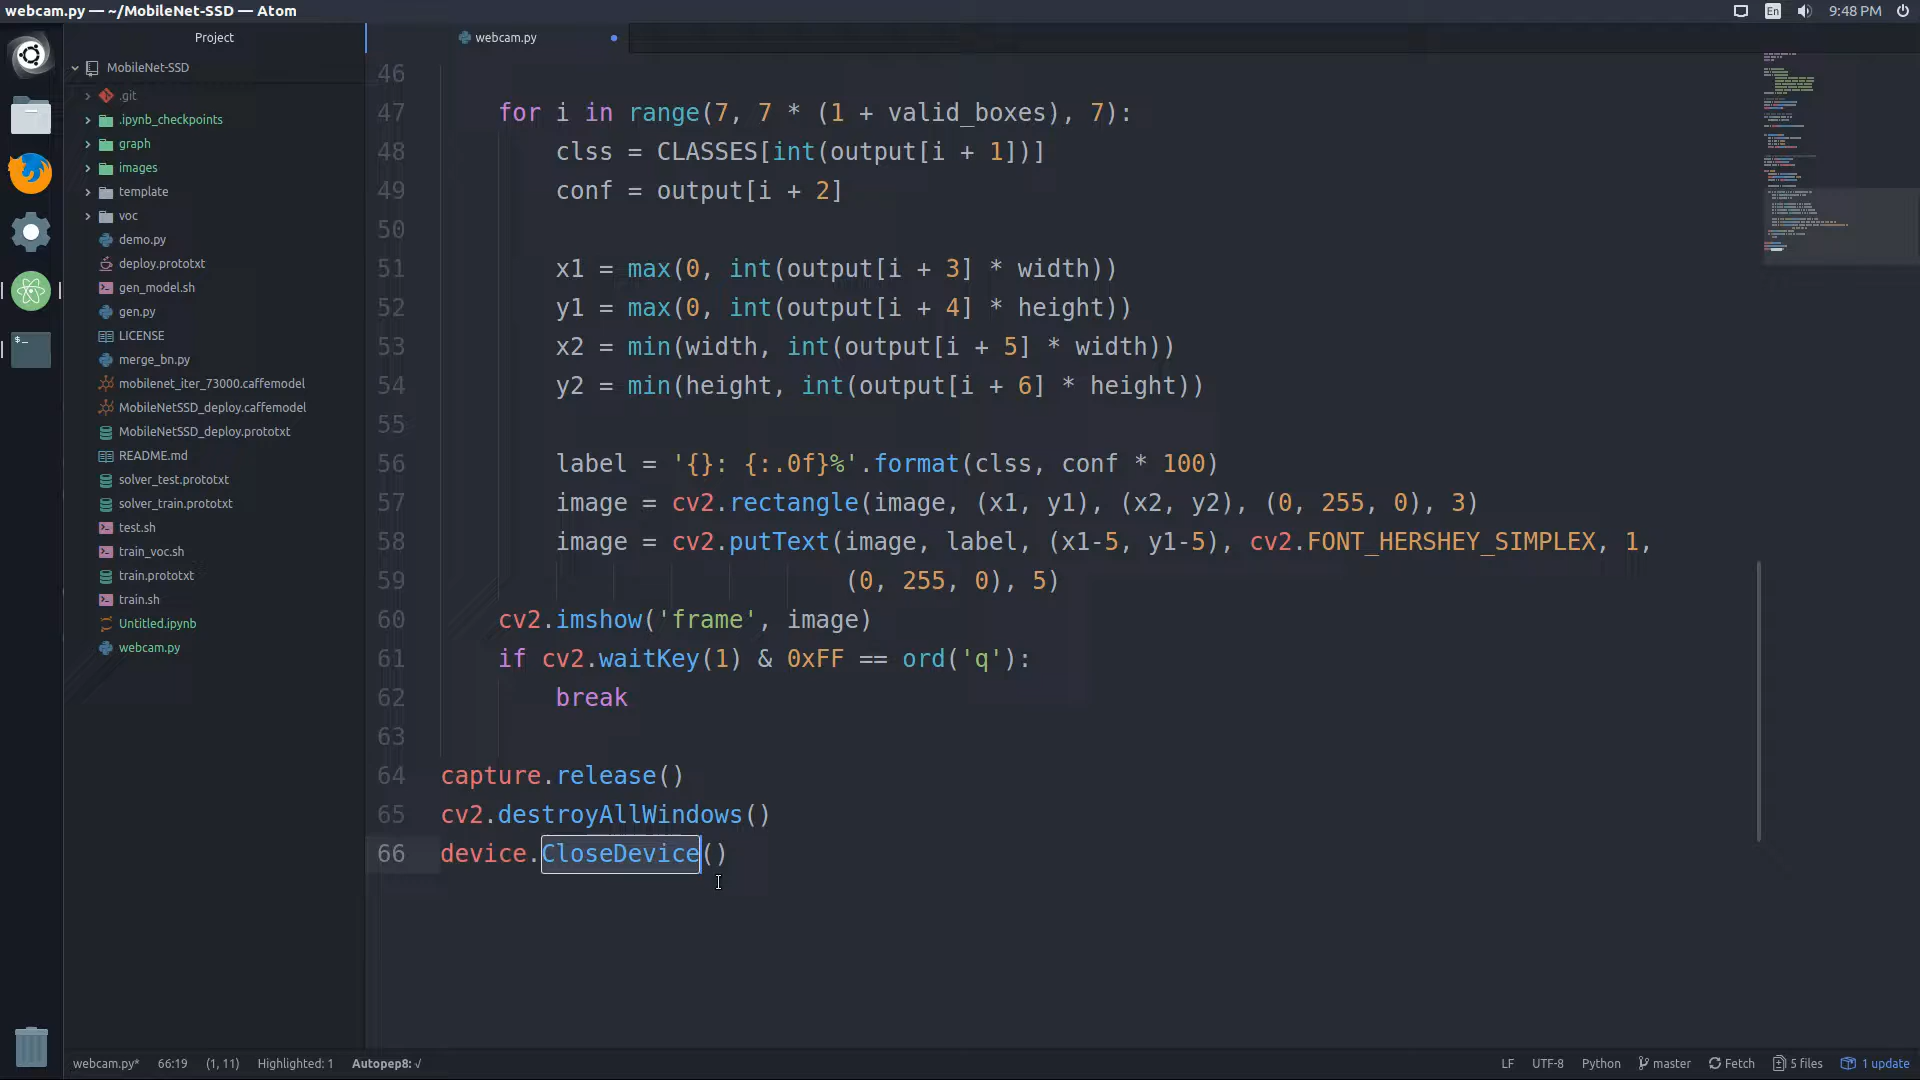 webcam.py — ~/MobileNet-SSD — Atom
En
9:48 PM
Project
webcam.py
MobileNet-SSD
.git
.ipynb_checkpoints
graph
images
template
voc
demo.py
deploy.prototxt
gen_model.sh
gen.py
LICENSE
merge_bn.py
mobilenet_iter_73000.caffemodel
MobileNetSSD_deploy.caffemodel
MobileNetSSD_deploy.prototxt
README.md
solver_test.prototxt
solver_train.prototxt
test.sh
train_voc.sh
train.prototxt
train.sh
Untitled.ipynb
webcam.py
46
47 for i in range(7, 7 * (1 + valid_boxes), 7):
48 clss = CLASSES[int(output[i + 1])]
49 conf = output[i + 2]
50
51 x1 = max(0, int(output[i + 3] * width))
52 y1 = max(0, int(output[i + 4] * height))
53 x2 = min(width, int(output[i + 5] * width))
54 y2 = min(height, int(output[i + 6] * height))
55
56 label = '{}: {:.0f}%'.format(clss, conf * 100)
57 image = cv2.rectangle(image, (x1, y1), (x2, y2), (0, 255, 0), 3)
58 image = cv2.putText(image, label, (x1-5, y1-5), cv2.FONT_HERSHEY_SIMPLEX, 1,
59 (0, 255, 0), 5)
60 cv2.imshow('frame', image)
61 if cv2.waitKey(1) & 0xFF == ord('q'):
62 break
63
64 capture.release()
65 cv2.destroyAllWindows()
66 device.CloseDevice()
webcam.py* 66:19 (1, 11) Highlighted: 1 Autopep8: √
LF UTF-8 Python master Fetch 5 files 1 update